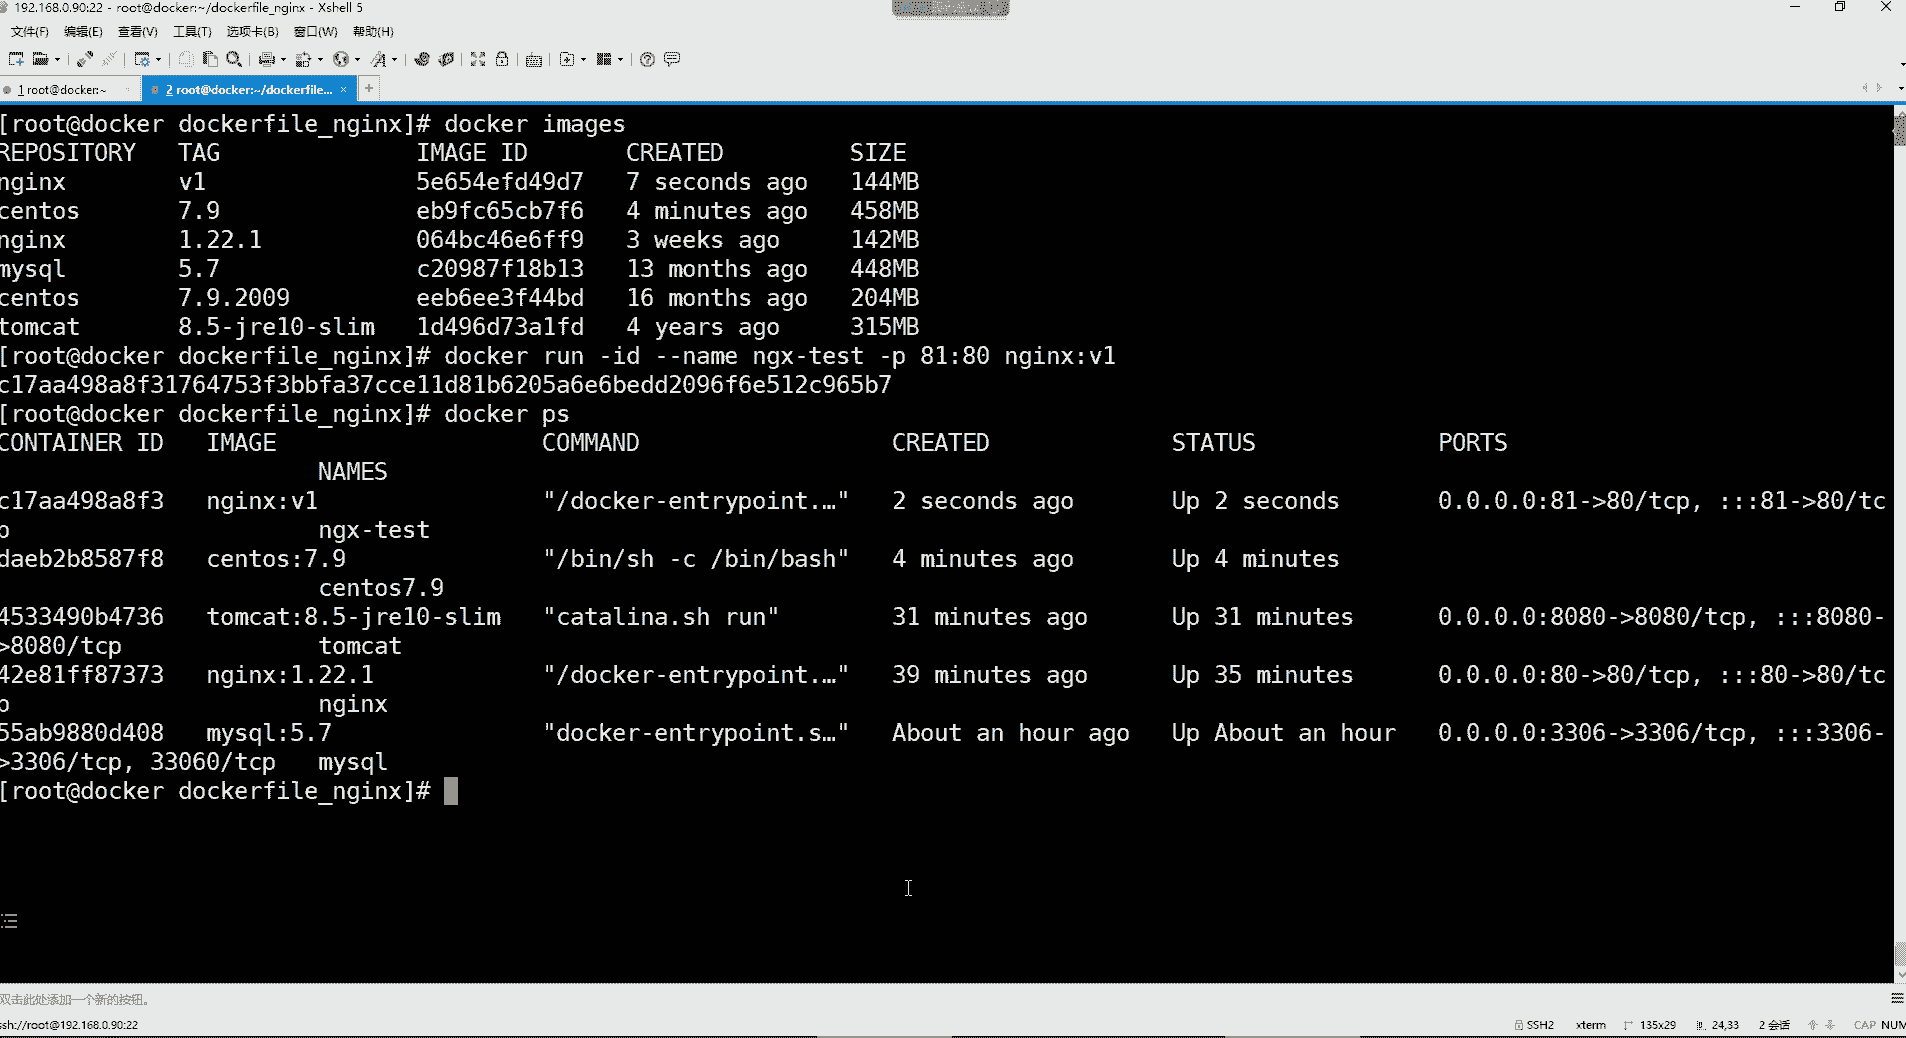 192.168.0.90:22 - root@docker:~/dockerfile_nginx - Xshell 5
文件(F) 编辑(E) 查看(V) 工具(T) 选项卡(B) 窗口(W) 帮助(H)
1 root@docker:~ 2 root@docker:~/dockerfile... × +
[root@docker dockerfile_nginx]# docker images
REPOSITORY TAG IMAGE ID CREATED SIZE
nginx v1 5e654efd49d7 7 seconds ago 144MB
centos 7.9 eb9fc65cb7f6 4 minutes ago 458MB
nginx 1.22.1 064bc46e6ff9 3 weeks ago 142MB
mysql 5.7 c20987f18b13 13 months ago 448MB
centos 7.9.2009 eeb6ee3f44bd 16 months ago 204MB
tomcat 8.5-jre10-slim 1d496d73a1fd 4 years ago 315MB
[root@docker dockerfile_nginx]# docker run -id --name ngx-test -p 81:80 nginx:v1
c17aa498a8f31764753f3bbfa37cce11d81b6205a6e6bedd2096f6e512c965b7
[root@docker dockerfile_nginx]# docker ps
CONTAINER ID IMAGE COMMAND CREATED STATUS PORTS
NAMES
c17aa498a8f3 nginx:v1 "/docker-entrypoint.…" 2 seconds ago Up 2 seconds 0.0.0.0:81->80/tcp, :::81->80/tc
p ngx-test
daeb2b8587f8 centos:7.9 "/bin/sh -c /bin/bash" 4 minutes ago Up 4 minutes
centos7.9
4533490b4736 tomcat:8.5-jre10-slim "catalina.sh run" 31 minutes ago Up 31 minutes 0.0.0.0:8080->8080/tcp, :::8080-
>8080/tcp tomcat
42e81ff87373 nginx:1.22.1 "/docker-entrypoint.…" 39 minutes ago Up 35 minutes 0.0.0.0:80->80/tcp, :::80->80/tc
p nginx
55ab9880d408 mysql:5.7 "docker-entrypoint.s…" About an hour ago Up About an hour 0.0.0.0:3306->3306/tcp, :::3306-
>3306/tcp, 33060/tcp mysql
[root@docker dockerfile_nginx]#
双击此处添加一个新的按钮。
ssh://root@192.168.0.90:22 SSH2 xterm 135x29 24,33 2 会话 CAP NUM